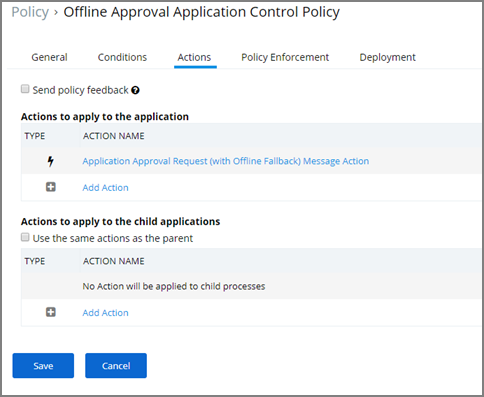 Policy › Offline Approval Application Control Policy
General Conditions Actions Policy Enforcement Deployment
Send policy feedback
Actions to apply to the application
TYPE ACTION NAME
Application Approval Request (with Offline Fallback) Message Action
Add Action
Actions to apply to the child applications
Use the same actions as the parent
TYPE ACTION NAME
No Action will be applied to child processes
Add Action
Save Cancel